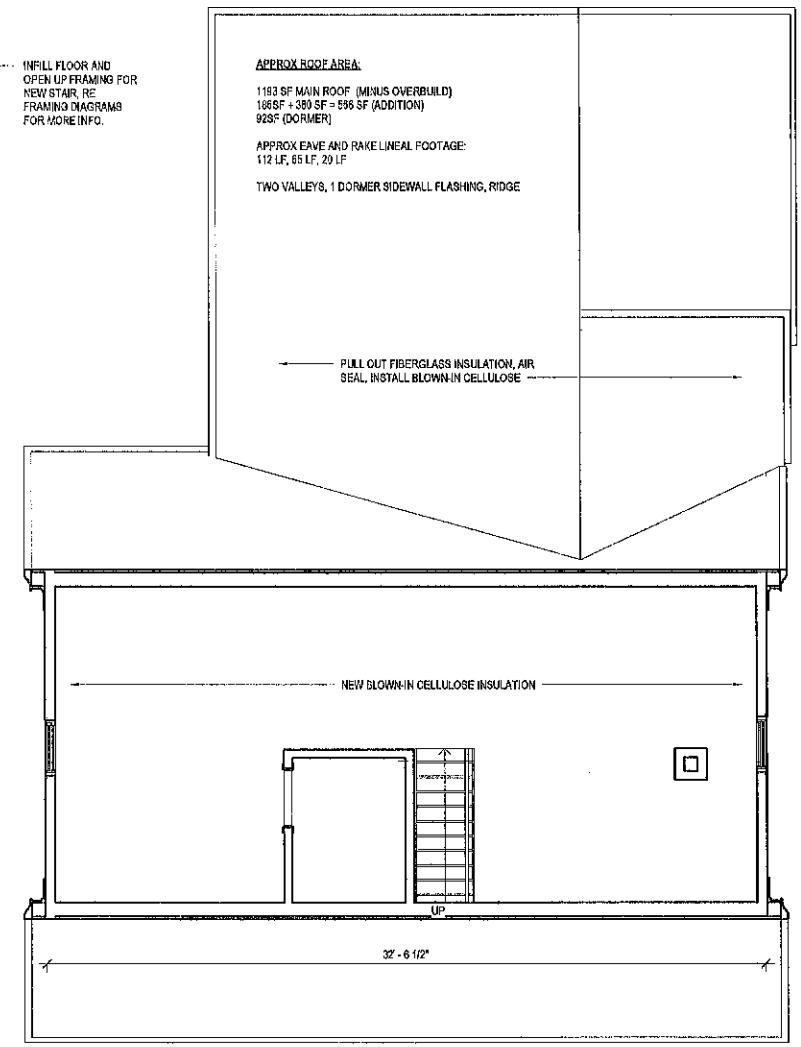 INFILL FLOOR AND
OPEN UP FRAMING FOR
NEW STAIR, RE
FRAMING DIAGRAMS
FOR MORE INFO.
APPROX ROOF AREA:
1193 SF MAIN ROOF (MINUS OVERBUILD)
186SF + 380 SF = 566 SF (ADDITION)
92SF (DORMER)
APPROX EAVE AND RAKE LINEAL FOOTAGE:
112 LF, 65 LF, 20 LF
TWO VALLEYS, 1 DORMER SIDEWALL FLASHING, RIDGE
PULL OUT FIBERGLASS INSULATION, AIR
SEAL, INSTALL BLOWN-IN CELLULOSE
NEW BLOWN-IN CELLULOSE INSULATION
UP
32' - 6 1/2"